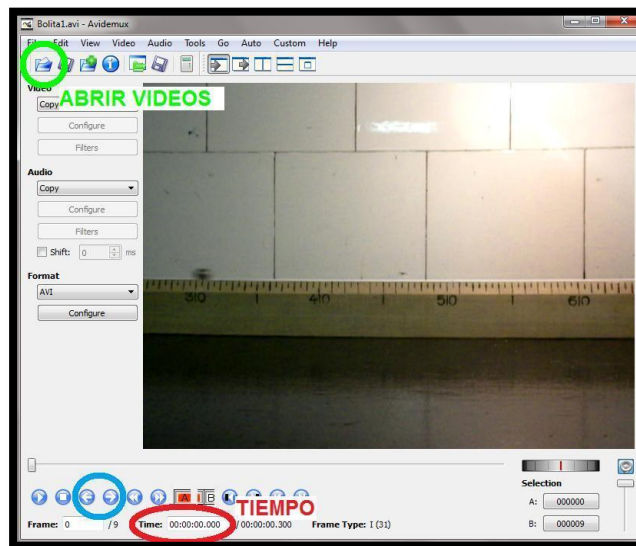 Bolita1.avi - Avidemux
File Edit View Video Audio Tools Go Auto Custom Help
Video
ABRIR VIDEOS
Copy
Configure
Filters
Audio
Copy
Configure
Filters
Shift: 0 ms
Format
AVI
Configure
310 410 510 610
A B
TIEMPO
Selection
A: 000000
B: 000009
Frame: 0 / 9 Time: 00:00:00.000 / 00:00:00.300 Frame Type: I (31)